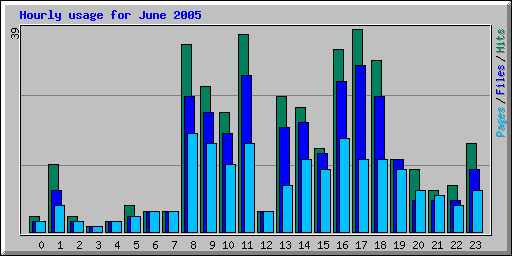 Hourly usage for June 2005
39
Pages / Files / Hits
0 1 2 3 4 5 6 7 8 9 10 11 12 13 14 15 16 17 18 19 20 21 22 23